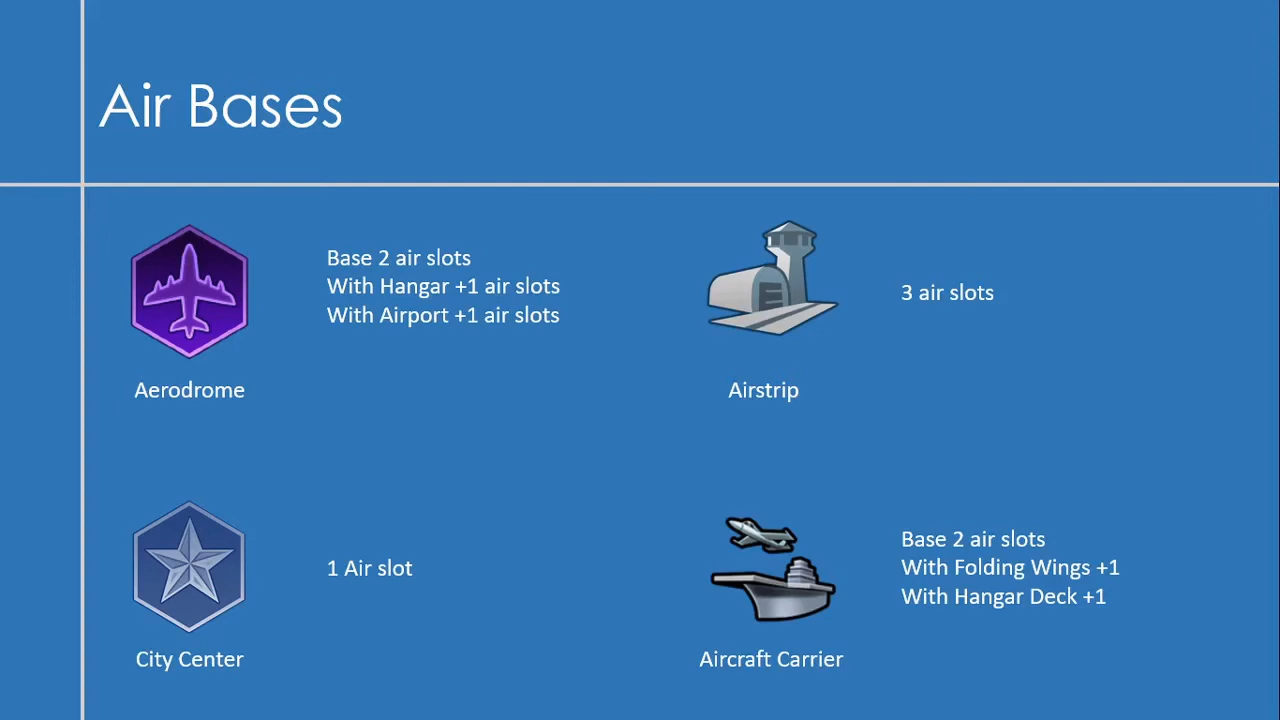 Air Bases
Base 2 air slots
With Hangar +1 air slots
With Airport +1 air slots
Aerodrome
3 air slots
Airstrip
1 Air slot
City Center
Base 2 air slots
With Folding Wings +1
With Hangar Deck +1
Aircraft Carrier